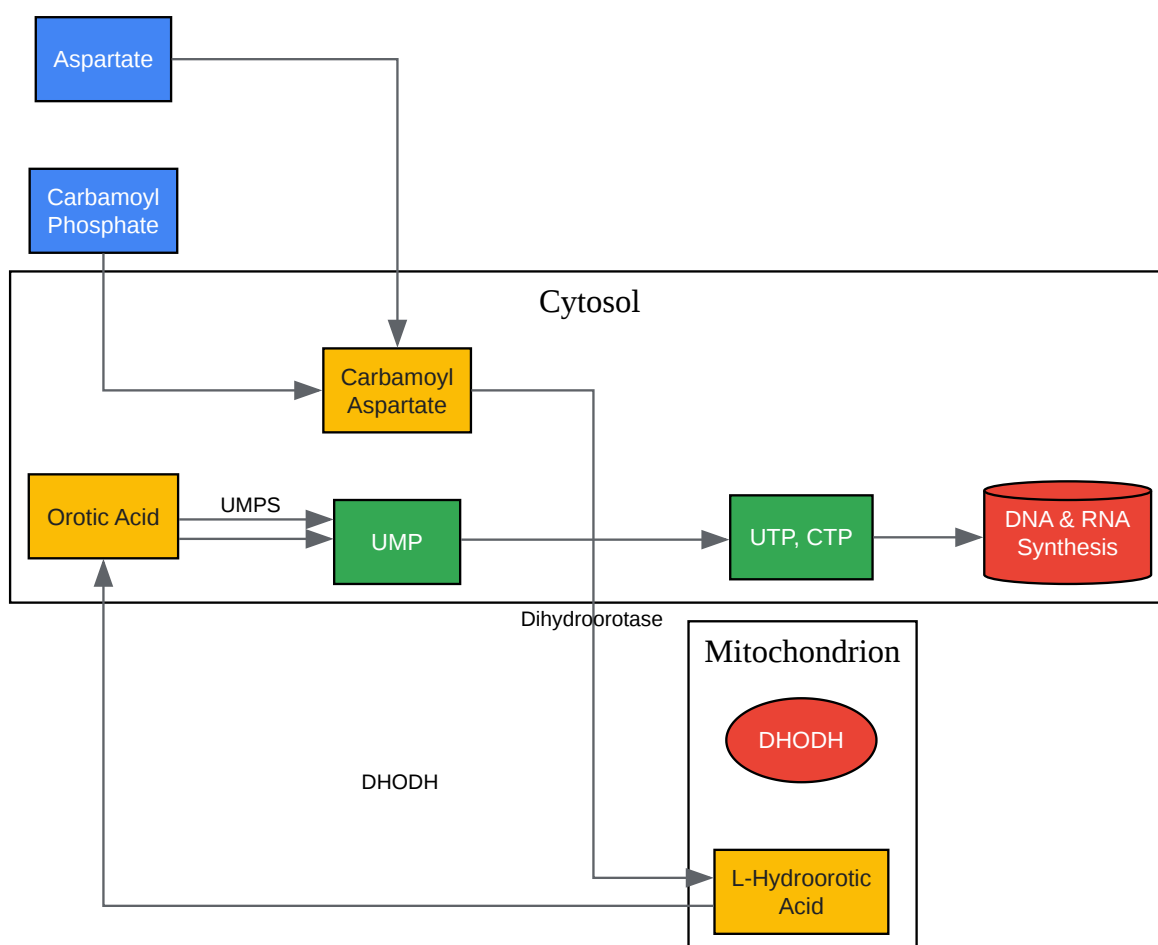 Aspartate
Carbamoyl
Phosphate
Cytosol
Carbamoyl
Aspartate
Orotic Acid
UMPS
UMP
UTP, CTP
DNA & RNA
Synthesis
Dihydroorotase
Mitochondrion
DHODH
DHODH
L-Hydroorotic
Acid